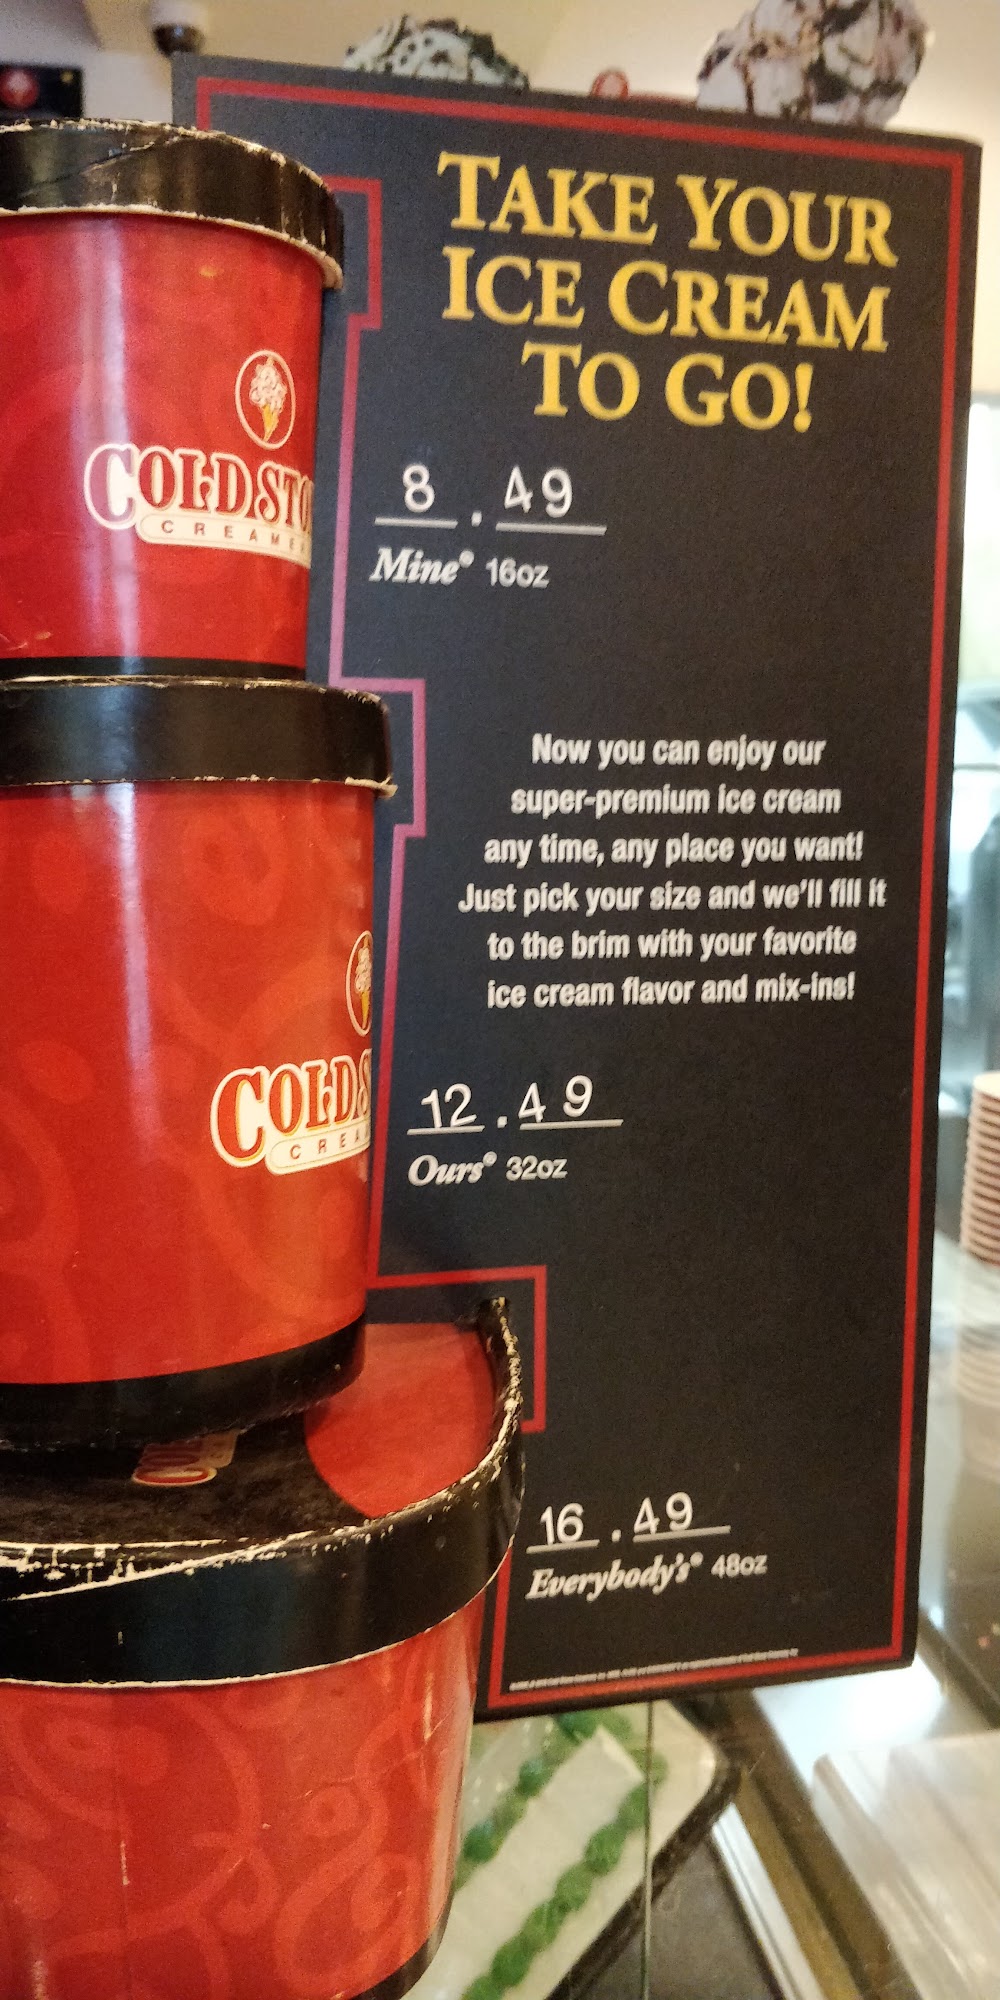 TAKE YOUR
ICE CREAM
TO GO!
8.49
Mine® 16oz
Now you can enjoy our
super-premium ice cream
any time, any place you want!
Just pick your size and we'll fill it
to the brim with your favorite
ice cream flavor and mix-ins!
12.49
Ours® 32oz
16.49
Everybody's® 48oz
COLD STO
CREAME
COLD S
CREA